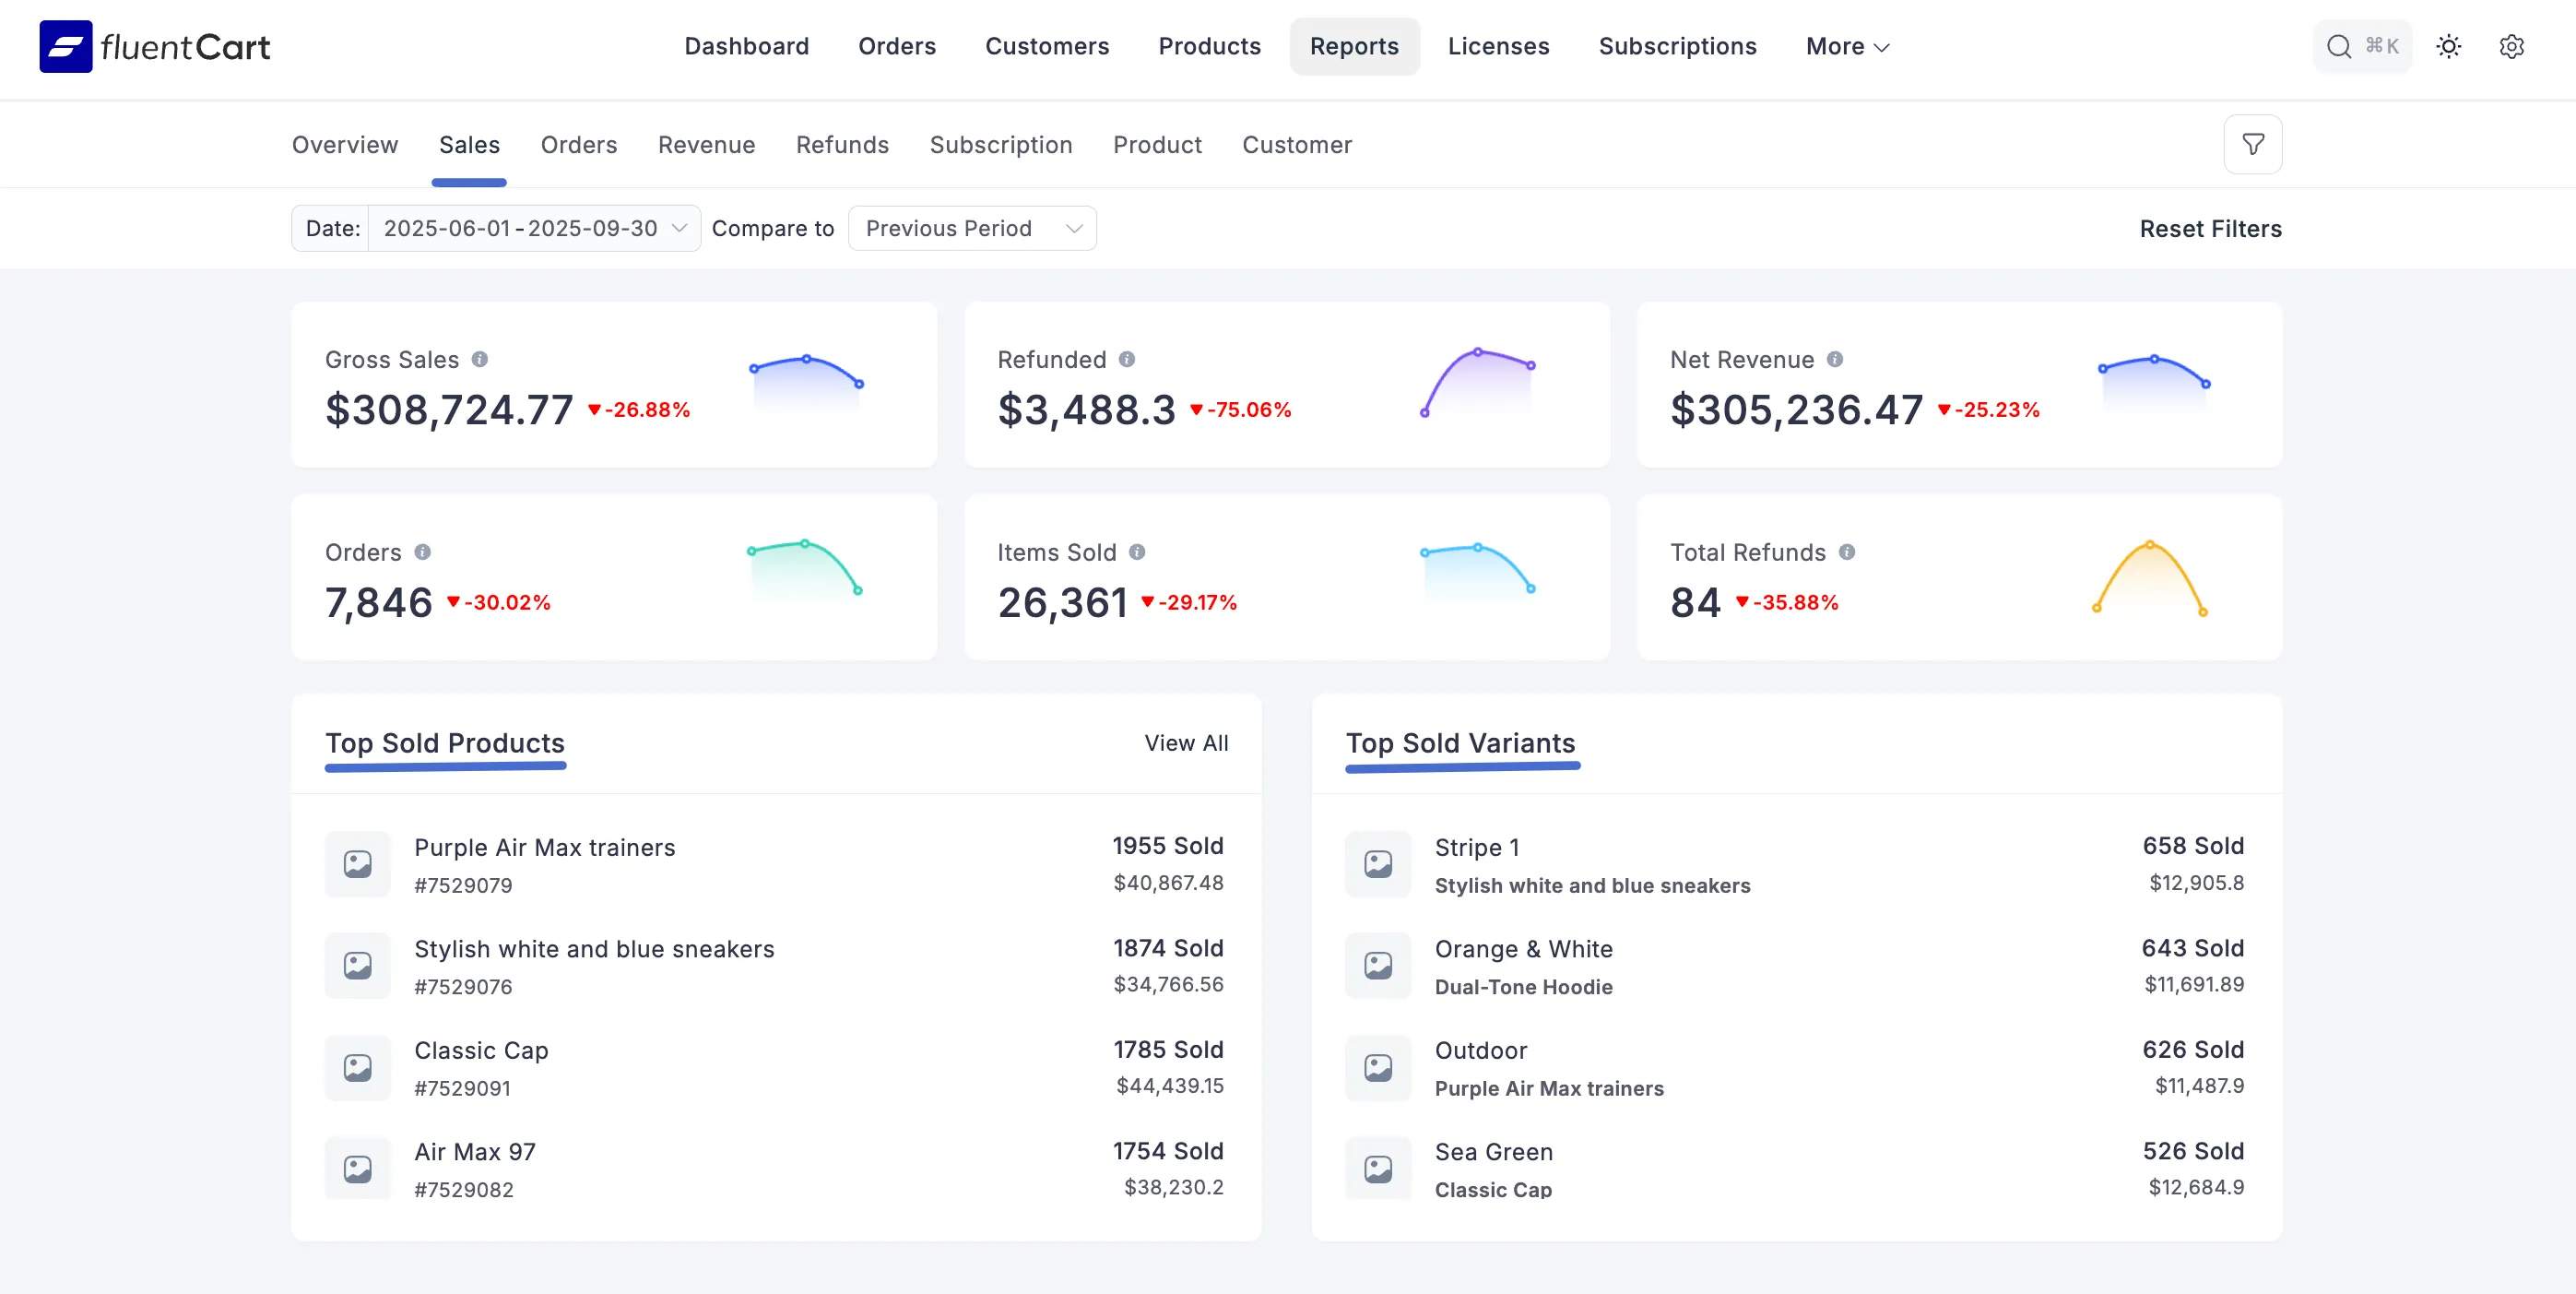 fluentCart
Dashboard Orders Customers Products Reports Licenses Subscriptions More
⌘K
Overview Sales Orders Revenue Refunds Subscription Product Customer
Date: 2025-06-01 - 2025-09-30 Compare to Previous Period Reset Filters
Gross Sales
$308,724.77 -26.88%
Refunded
$3,488.3 -75.06%
Net Revenue
$305,236.47 -25.23%
Orders
7,846 -30.02%
Items Sold
26,361 -29.17%
Total Refunds
84 -35.88%
Top Sold Products View All
Purple Air Max trainers 1955 Sold
#7529079 $40,867.48
Stylish white and blue sneakers 1874 Sold
#7529076 $34,766.56
Classic Cap 1785 Sold
#7529091 $44,439.15
Air Max 97 1754 Sold
#7529082 $38,230.2
Top Sold Variants
Stripe 1 658 Sold
Stylish white and blue sneakers $12,905.8
Orange & White 643 Sold
Dual-Tone Hoodie $11,691.89
Outdoor 626 Sold
Purple Air Max trainers $11,487.9
Sea Green 526 Sold
Classic Cap $12,684.9